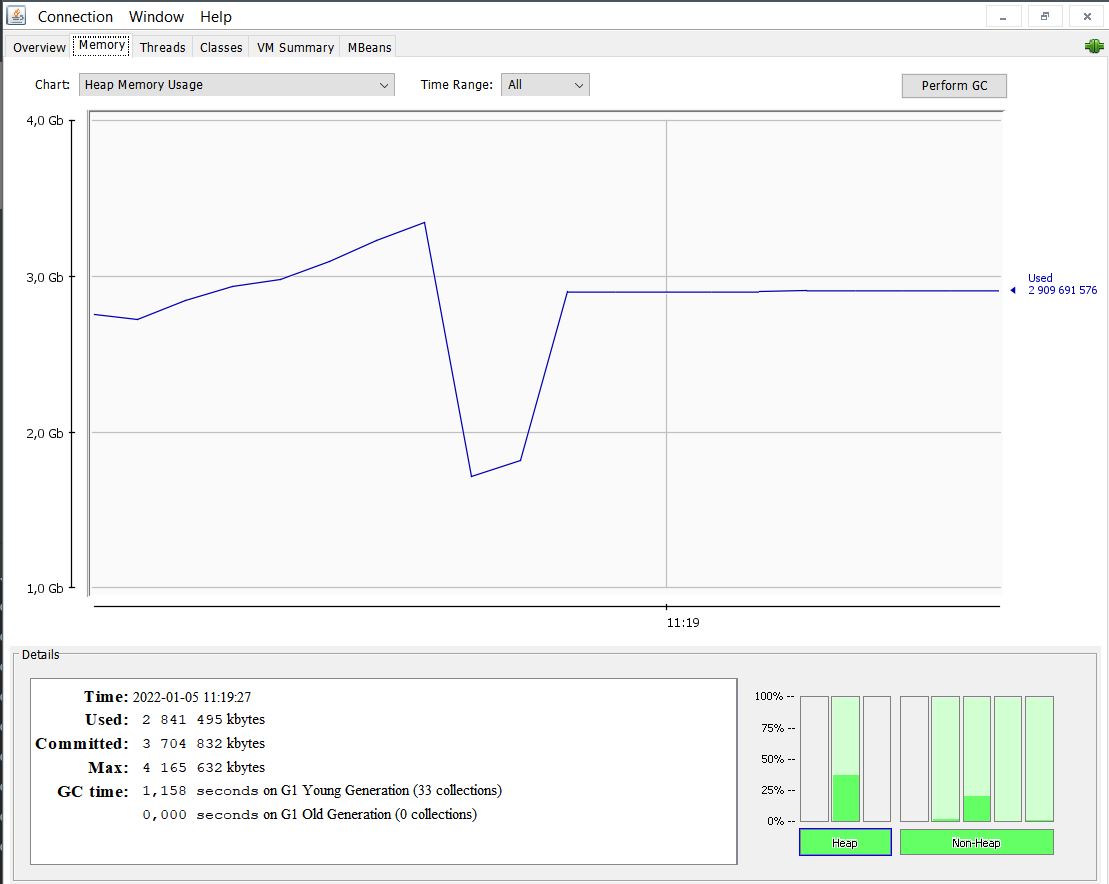 Connection Window Help
Overview Memory Threads Classes VM Summary MBeans
Chart: Heap Memory Usage Time Range: All Perform GC
4,0 Gb
3,0 Gb
Used
2 909 691 576
2,0 Gb
1,0 Gb
11:19
Details
Time: 2022-01-05 11:19:27
Used: 2 841 495 kbytes
Committed: 3 704 832 kbytes
Max: 4 165 632 kbytes
GC time: 1,158 seconds on G1 Young Generation (33 collections)
0,000 seconds on G1 Old Generation (0 collections)
100% --
75% --
50% --
25% --
0% --
Heap Non-Heap